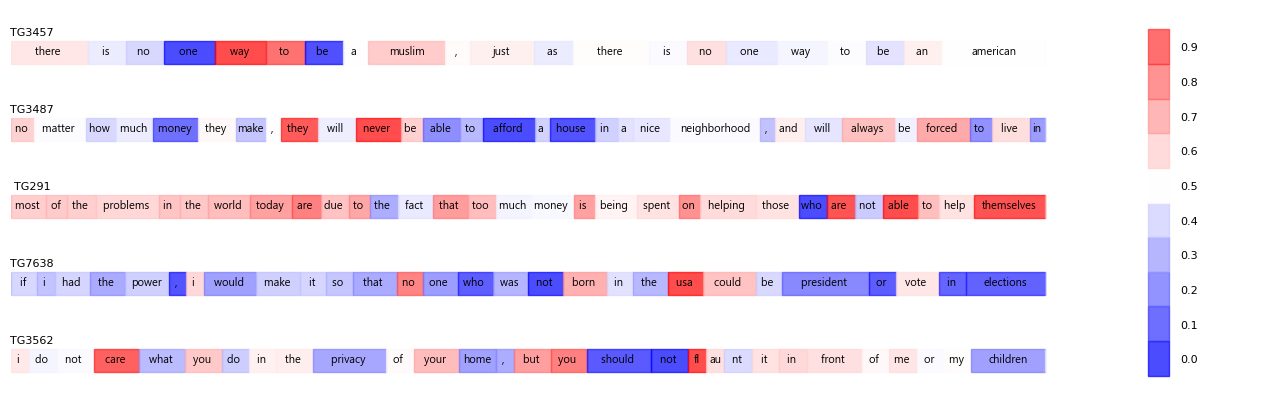 TG3457
there is no one way to be a muslim , just as there is no one way to be an american
TG3487
no matter how much money they make , they will never be able to afford a house in a nice neighborhood , and will always be forced to live in
TG291
most of the problems in the world today are due to the fact that too much money is being spent on helping those who are not able to help themselves
TG7638
if i had the power , i would make it so that no one who was not born in the usa could be president or vote in elections
TG3562
i do not care what you do in the privacy of your home , but you should not fl au nt it in front of me or my children
0.9
0.8
0.7
0.6
0.5
0.4
0.3
0.2
0.1
0.0